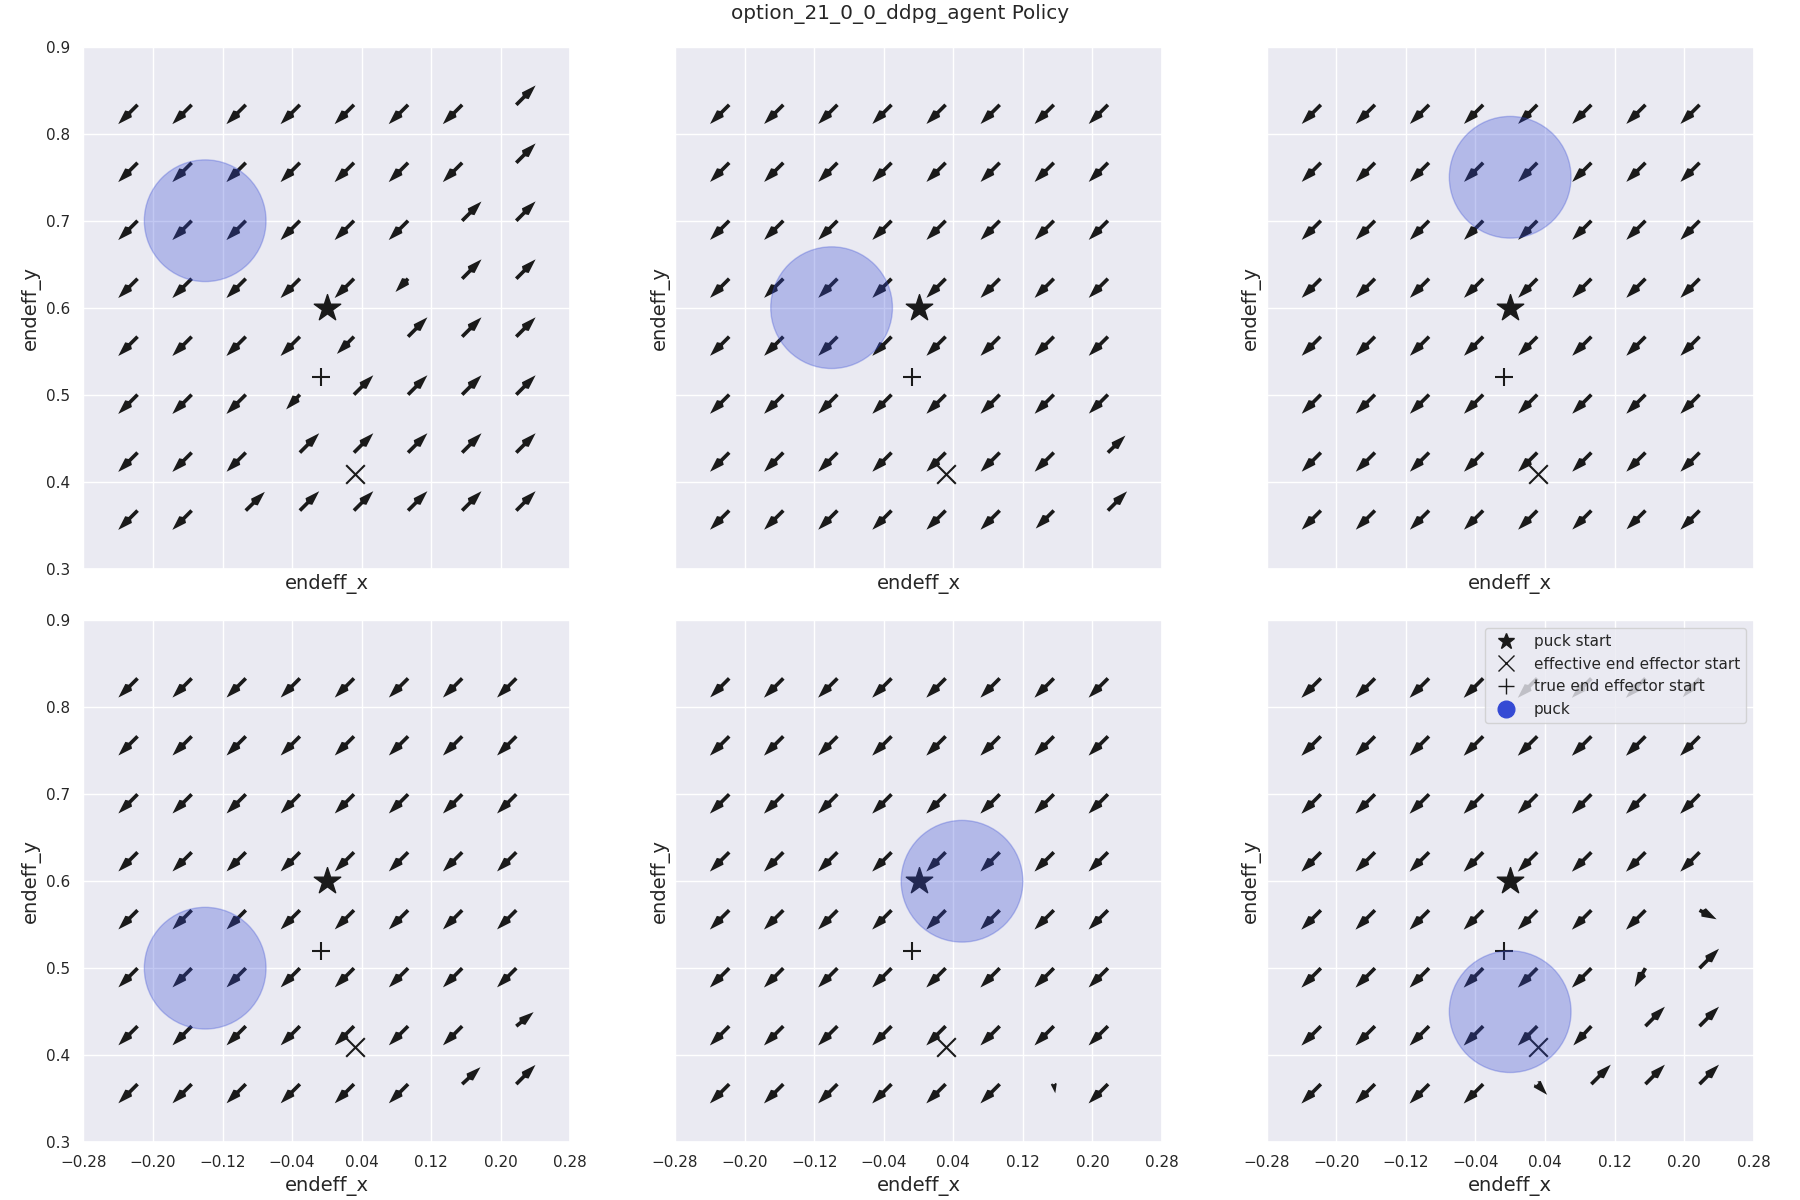 option_21_0_0_ddpg_agent Policy
0.9
0.8
0.7
0.6
0.5
0.4
0.3
endeff_y
endeff_x
endeff_y
endeff_x
endeff_y
endeff_x
0.9
0.8
0.7
0.6
0.5
0.4
0.3
endeff_y
−0.28 −0.20 −0.12 −0.04 0.04 0.12 0.20 0.28
endeff_x
endeff_y
−0.28 −0.20 −0.12 −0.04 0.04 0.12 0.20 0.28
endeff_x
puck start
effective end effector start
true end effector start
puck
endeff_y
−0.28 −0.20 −0.12 −0.04 0.04 0.12 0.20 0.28
endeff_x